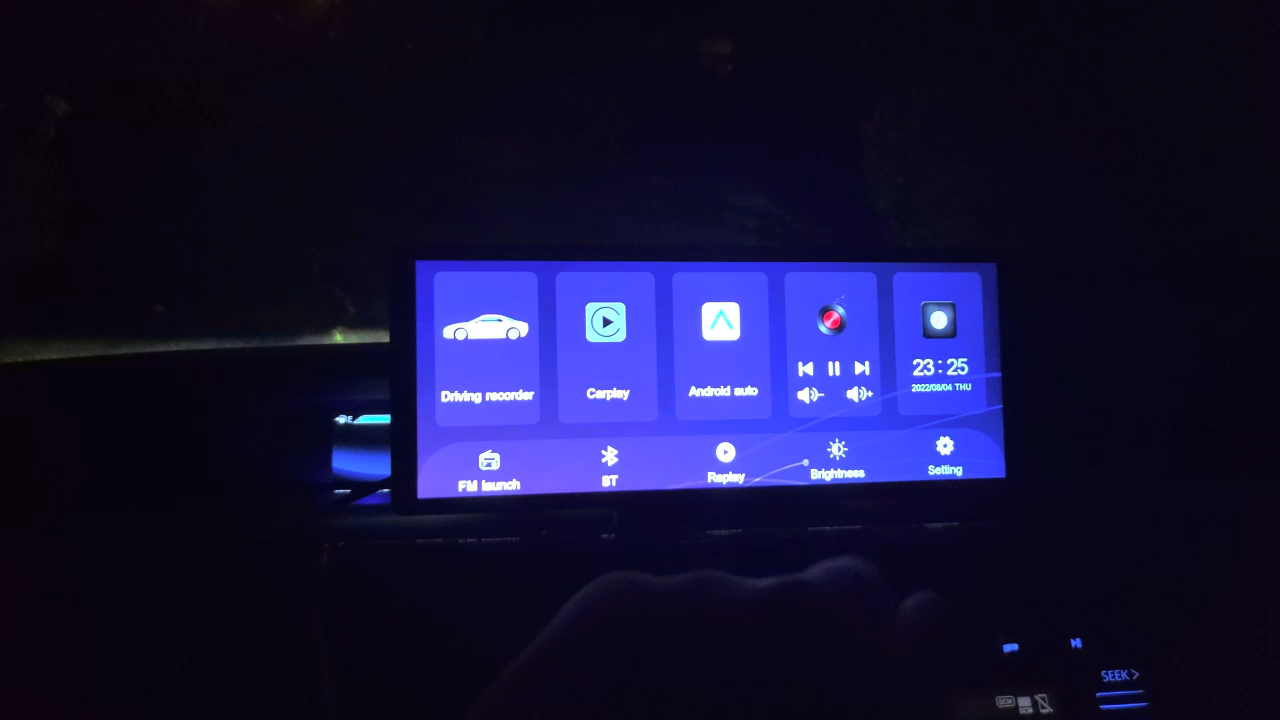 Driving recorder
Carplay
Android auto
23:25
2022/08/04 THU
FM launch
BT
Replay
Brightness
Setting
SEEK >